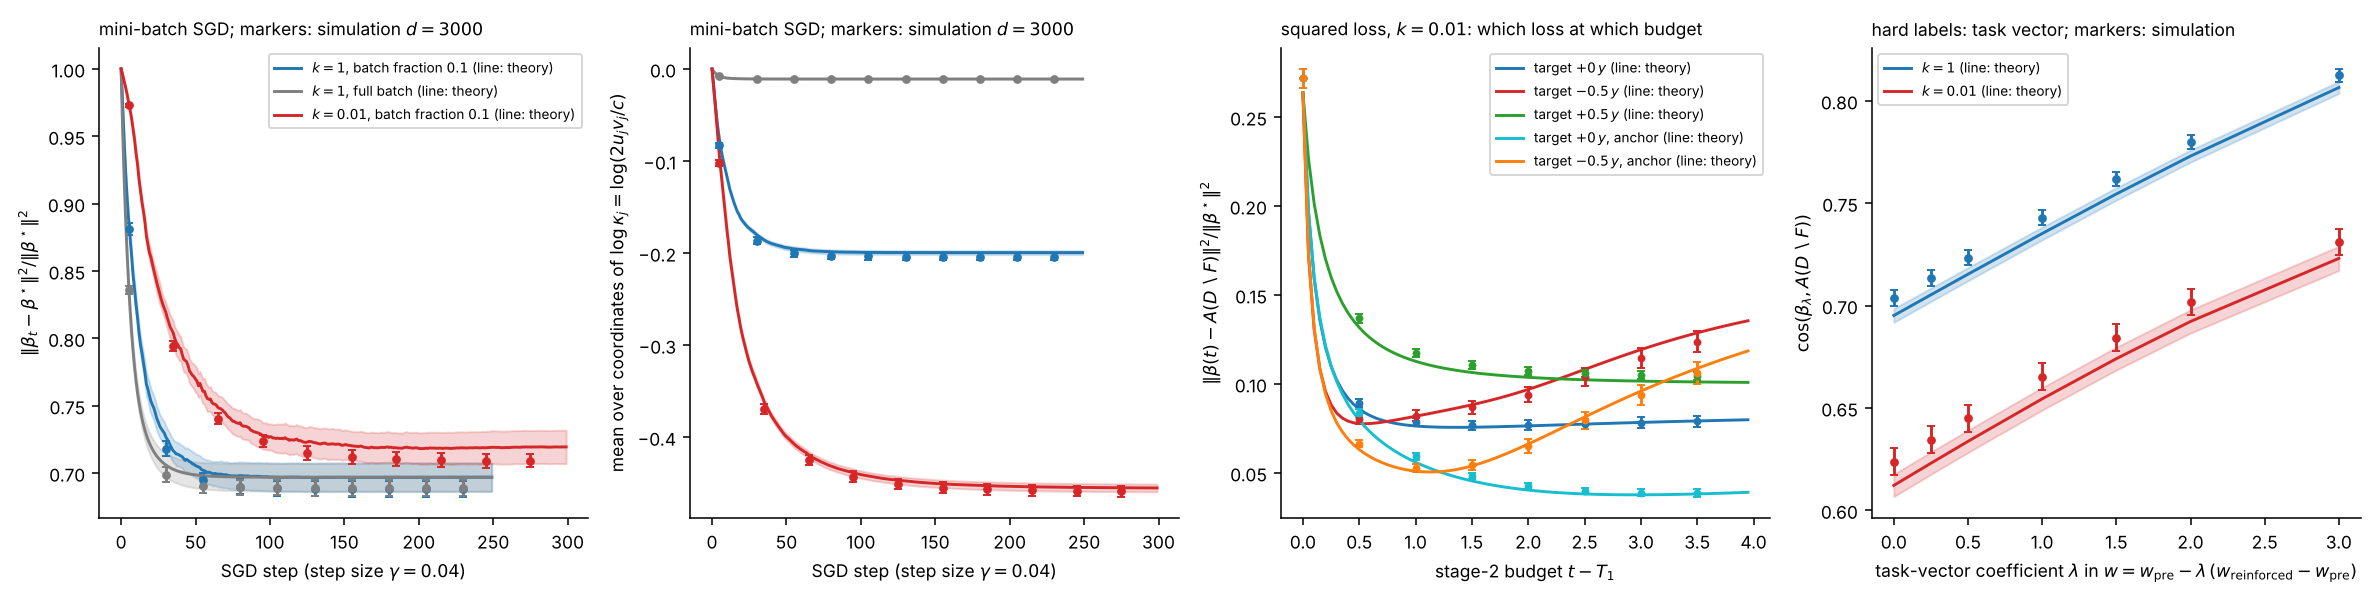 mini-batch SGD; markers: simulation d = 3000
k = 1, batch fraction 0.1 (line: theory)
k = 1, full batch (line: theory)
k = 0.01, batch fraction 0.1 (line: theory)
‖β_t − β⋆‖²/‖β⋆‖²
1.00
0.95
0.90
0.85
0.80
0.75
0.70
0
50
100
150
200
250
300
SGD step (step size γ = 0.04)
mini-batch SGD; markers: simulation d = 3000
mean over coordinates of log κ_j = log(2u_jv_j/c)
0.0
−0.1
−0.2
−0.3
−0.4
0
50
100
150
200
250
300
SGD step (step size γ = 0.04)
squared loss, k = 0.01: which loss at which budget
target +0 y (line: theory)
target −0.5 y (line: theory)
target +0.5 y (line: theory)
target +0 y, anchor (line: theory)
target −0.5 y, anchor (line: theory)
‖β(t) − A(D \ F)‖²/‖β⋆‖²
0.25
0.20
0.15
0.10
0.05
0.0
0.5
1.0
1.5
2.0
2.5
3.0
3.5
4.0
stage-2 budget t − T₁
hard labels: task vector; markers: simulation
k = 1 (line: theory)
k = 0.01 (line: theory)
cos(β_λ, A(D \ F))
0.80
0.75
0.70
0.65
0.60
0.0
0.5
1.0
1.5
2.0
2.5
3.0
task-vector coefficient λ in w = w_pre − λ (w_reinforced − w_pre)